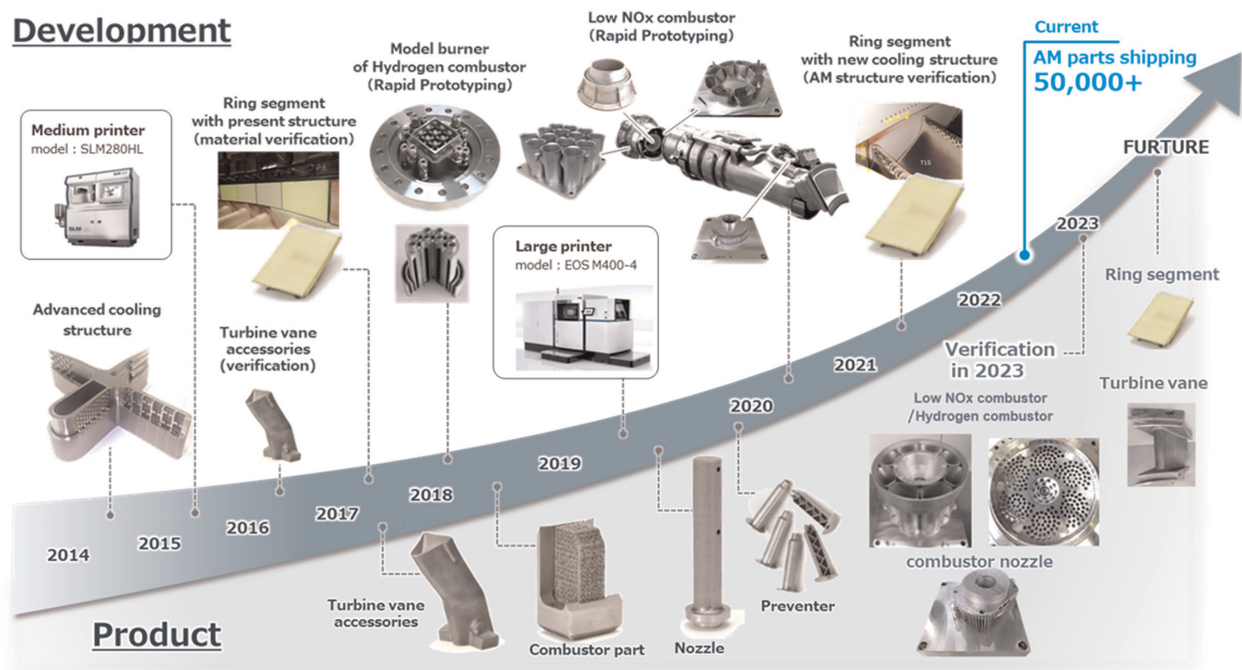 Development
Medium printer
model : SLM280HL
SLM
Ring segment
with present structure
(material verification)
Model burner
of Hydrogen combustor
(Rapid Prototyping)
Low NOx combustor
(Rapid Prototyping)
Ring segment
with new cooling structure
(AM structure verification)
T1S
Current
AM parts shipping
50,000+
FURTURE
Large printer
model : EOS M400-4
Advanced cooling
structure
Turbine vane
accessories
(verification)
2014
2015
2016
2017
2018
2019
2020
2021
2022
2023
Ring segment
Turbine vane
Verification
in 2023
Low NOx combustor
/Hydrogen combustor
combustor nozzle
Turbine vane
accessories
Combustor part
Nozzle
Preventer
Product